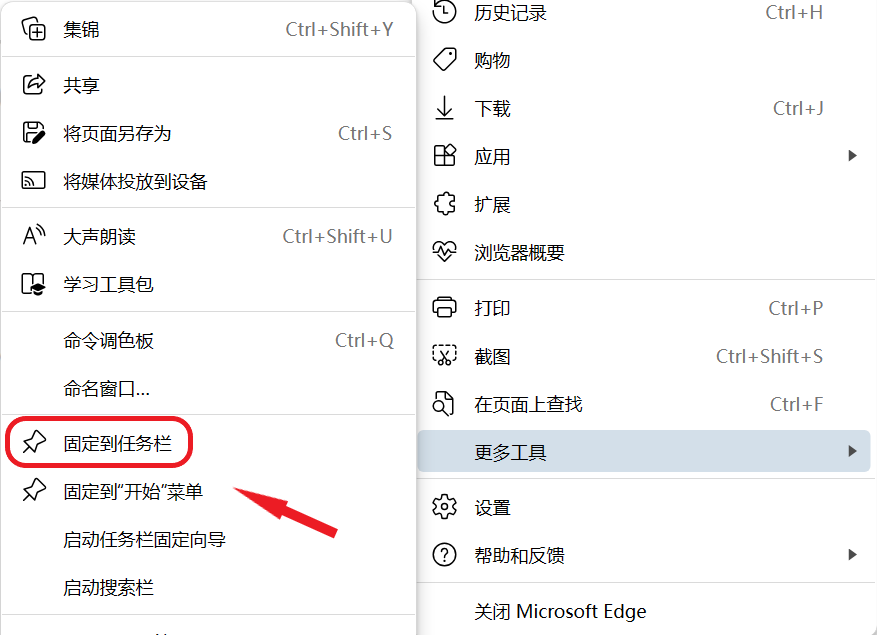 集锦 Ctrl+Shift+Y
共享
将页面另存为 Ctrl+S
将媒体投放到设备
大声朗读 Ctrl+Shift+U
学习工具包
命令调色板 Ctrl+Q
命名窗口...
固定到任务栏
固定到“开始”菜单
启动任务栏固定向导
启动搜索栏
历史记录 Ctrl+H
购物
下载 Ctrl+J
应用
扩展
浏览器概要
打印 Ctrl+P
截图 Ctrl+Shift+S
在页面上查找 Ctrl+F
更多工具
设置
帮助和反馈
关闭 Microsoft Edge